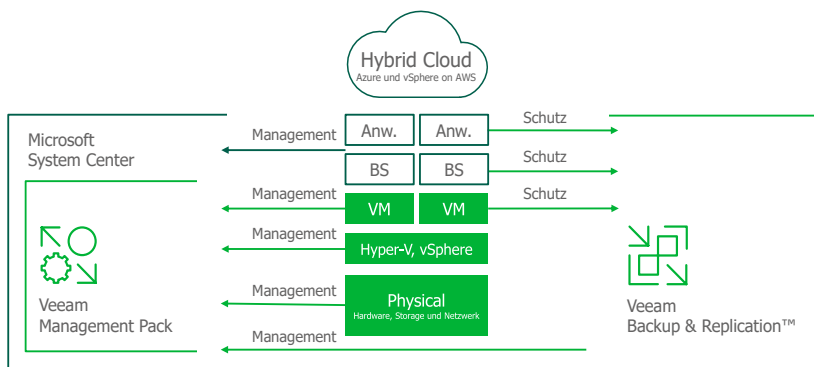 Hybrid Cloud
Azure und vSphere on AWS
Microsoft
System Center
Management
Anw.
Anw.
Schutz
BS
BS
Schutz
Management
VM
VM
Schutz
Management
Hyper-V, vSphere
Management
Physical
Hardware, Storage und Netzwerk
Veeam
Management Pack
Veeam
Backup & Replication™
Management